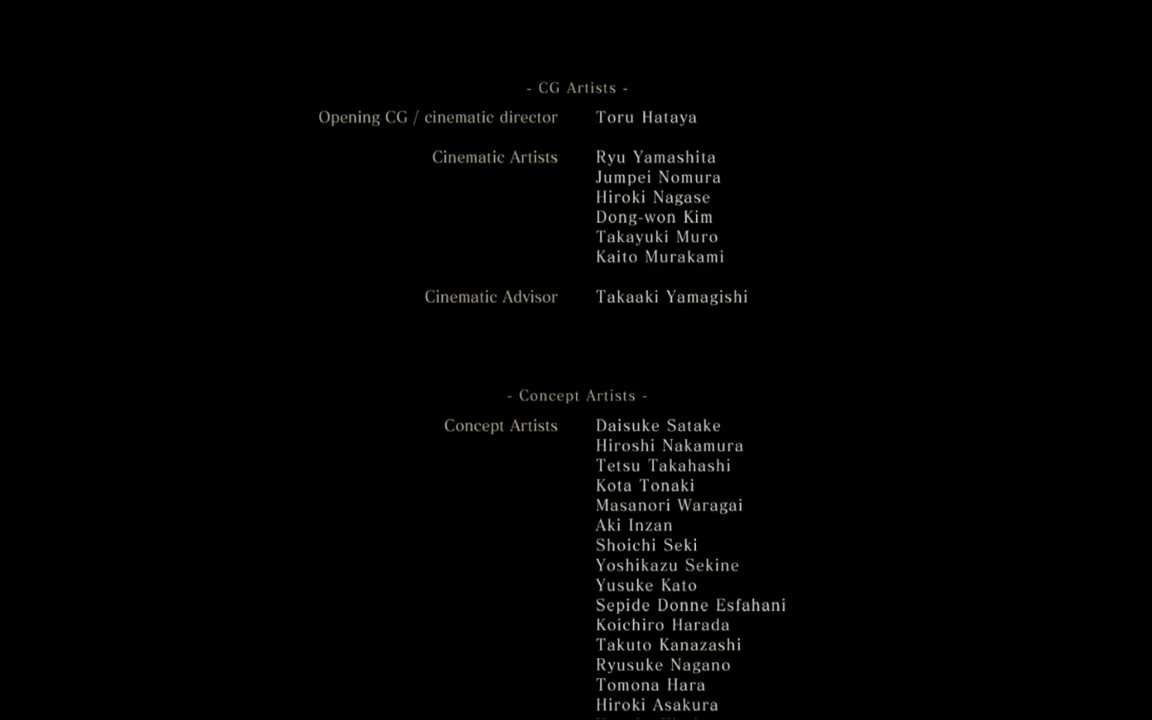 - CG Artists -
Opening CG / cinematic director Toru Hataya
Cinematic Artists Ryu Yamashita
Jumpei Nomura
Hiroki Nagase
Dong-won Kim
Takayuki Muro
Kaito Murakami
Cinematic Advisor Takaaki Yamagishi
- Concept Artists -
Concept Artists Daisuke Satake
Hiroshi Nakamura
Tetsu Takahashi
Kota Tonaki
Masanori Waragai
Aki Inzan
Shoichi Seki
Yoshikazu Sekine
Yusuke Kato
Sepide Donne Esfahani
Koichiro Harada
Takuto Kanazashi
Ryusuke Nagano
Tomona Hara
Hiroki Asakura